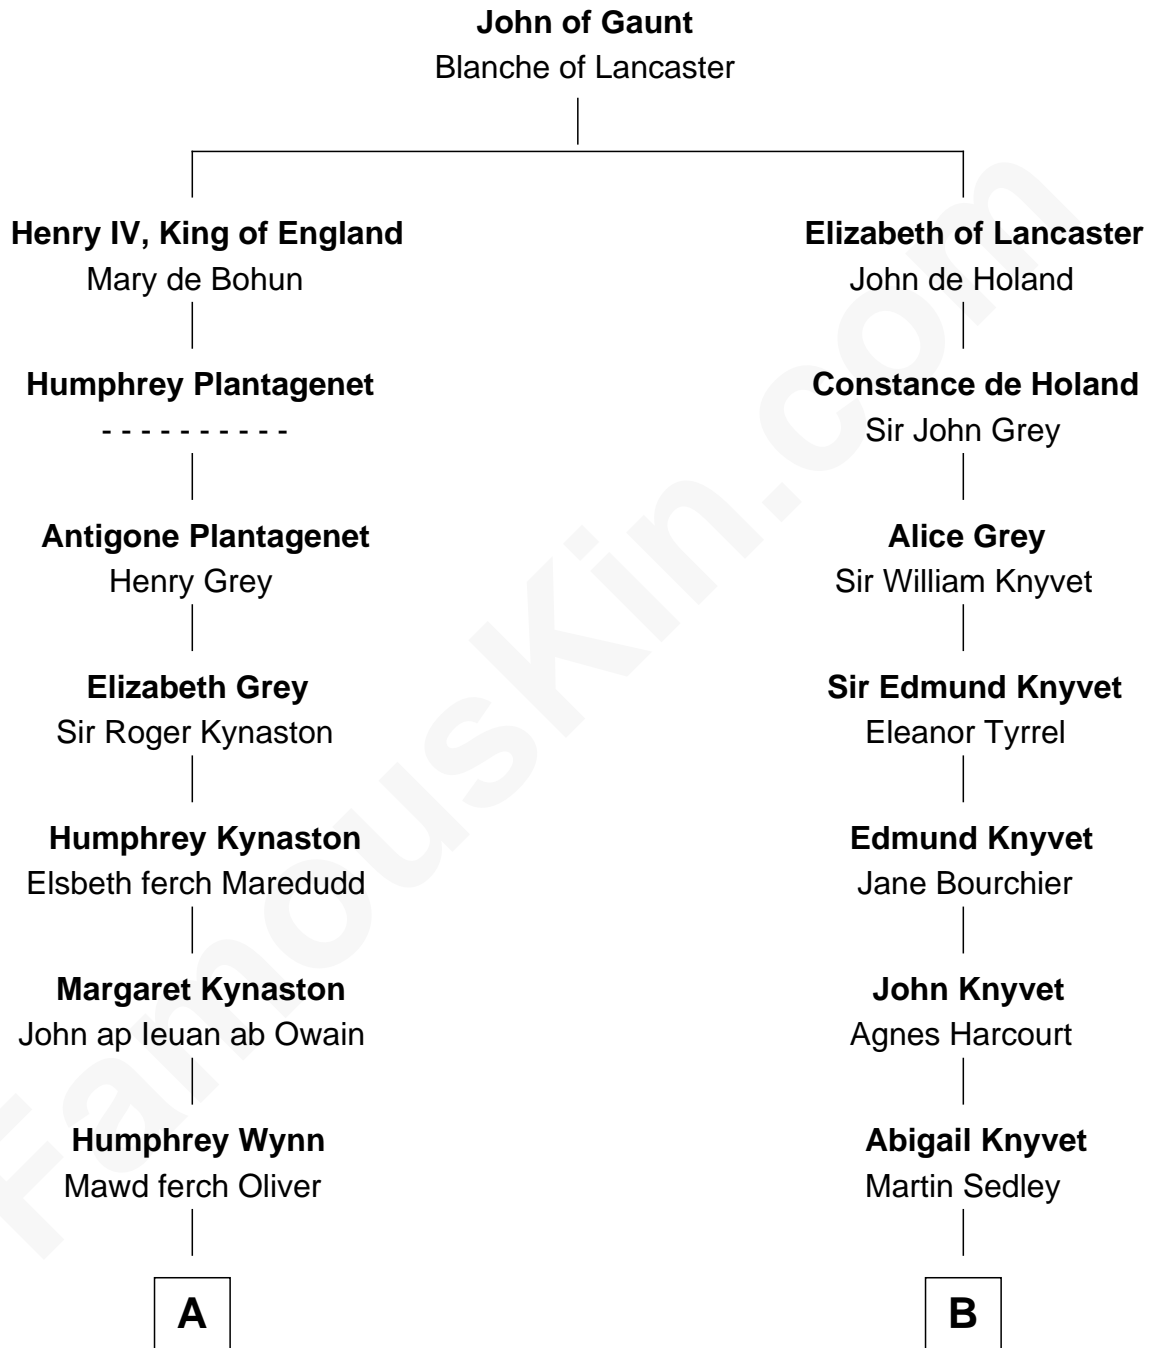 John of Gaunt
Blanche of Lancaster
Henry IV, King of England
Mary de Bohun
Humphrey Plantagenet
- - - - - - - - - -
Antigone Plantagenet
Henry Grey
Elizabeth Grey
Sir Roger Kynaston
Humphrey Kynaston
Elsbeth ferch Maredudd
Margaret Kynaston
John ap Ieuan ab Owain
Humphrey Wynn
Mawd ferch Oliver
A
Elizabeth of Lancaster
John de Holand
Constance de Holand
Sir John Grey
Alice Grey
Sir William Knyvet
Sir Edmund Knyvet
Eleanor Tyrrel
Edmund Knyvet
Jane Bourchier
John Knyvet
Agnes Harcourt
Abigail Knyvet
Martin Sedley
B
FamousKin.com